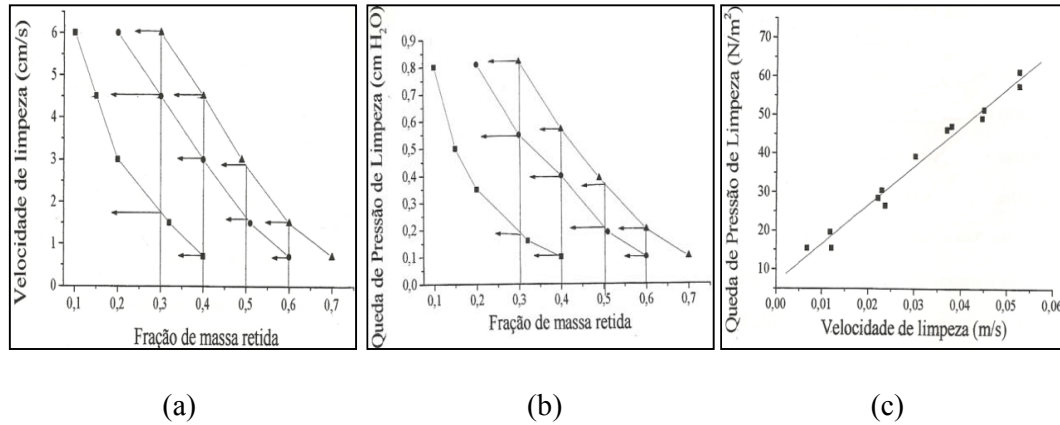 Velocidade de limpeza (cm/s)
6
5
4
3
2
1
0
0,1 0,2 0,3 0,4 0,5 0,6 0,7
Fração de massa retida
Queda de Pressão de Limpeza (cm H₂O)
0,9
0,8
0,7
0,6
0,5
0,4
0,3
0,2
0,1
0,0
0,1 0,2 0,3 0,4 0,5 0,6 0,7
Fração de massa retida
Queda de Pressão de Limpeza (N/m²)
70
60
50
40
30
20
10
0,00 0,01 0,02 0,03 0,04 0,05 0,06
Velocidade de limpeza (m/s)
(a) (b) (c)